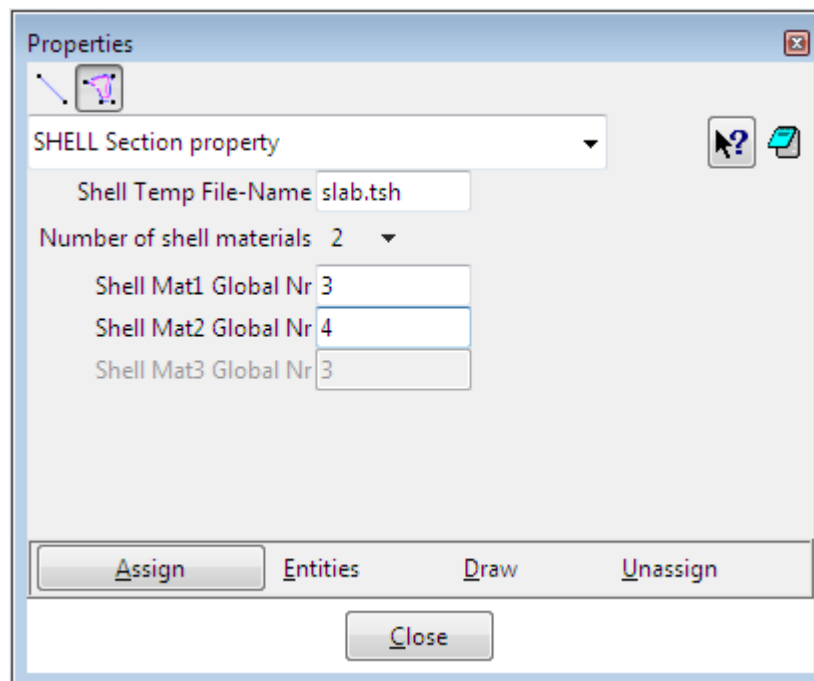 Properties
SHELL Section property
?
Shell Temp File-Name slab.tsh
Number of shell materials 2
Shell Mat1 Global Nr 3
Shell Mat2 Global Nr 4
Shell Mat3 Global Nr 3
Assign Entities Draw Unassign
Close